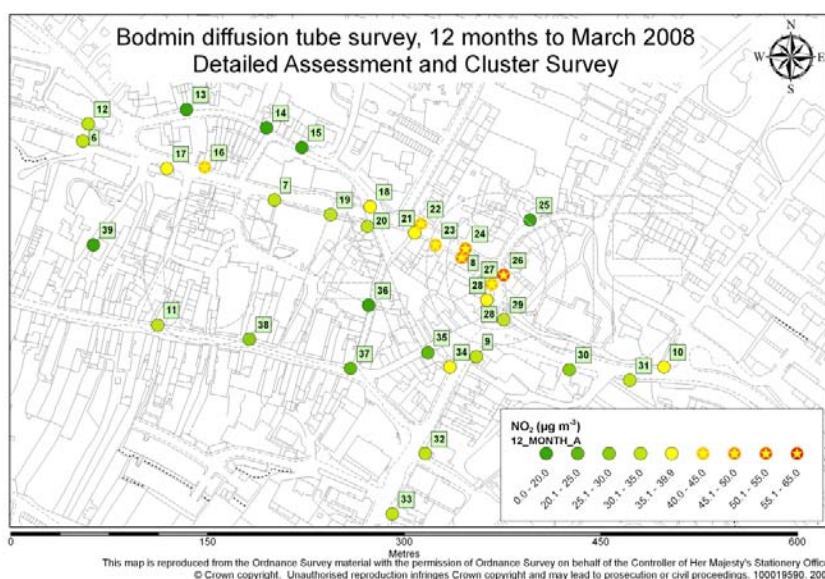 Bodmin diffusion tube survey, 12 months to March 2008
Detailed Assessment and Cluster Survey
N
W E
S
12
13
6
14
15
17
16
7
19
18
20
21
22
23
24
25
39
8
26
27
28
28
29
36
11
38
35
34
9
37
30
31
10
32
33
NO₂ (µg m⁻³)
12_MONTH_A
0.0 - 20.0
20.1 - 25.0
25.1 - 30.0
30.1 - 35.0
35.1 - 39.9
40.0 - 45.0
45.1 - 50.0
50.1 - 55.0
55.1 - 65.0
0 150 450 600
Metres
This map is reproduced from the Ordnance Survey material with the permission of Ordnance Survey on behalf of the Controller of Her Majesty's Stationery Offic
© Crown copyright. Unauthorised reproduction infringes Crown copyright and may lead to prosecution or civil proceedings. 100019590. 200